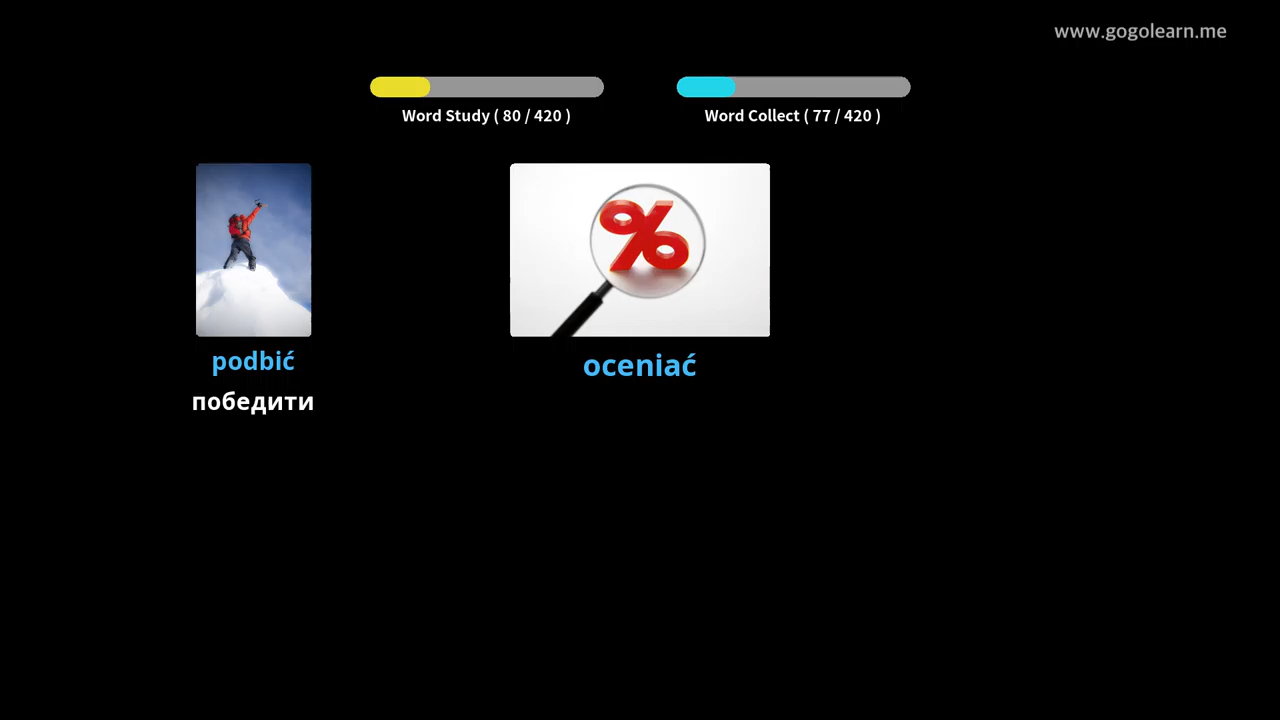 www.gogolearn.me
Word Study ( 80 / 420 )
Word Collect ( 77 / 420 )
%
podbić
победити
oceniać